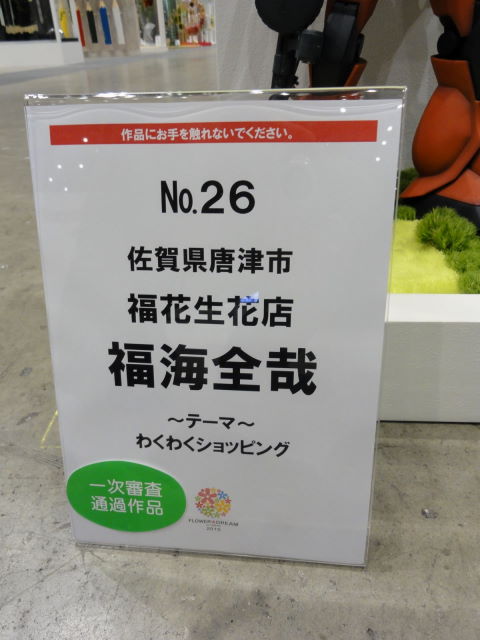 作品にお手を触れないでください。
No.26
佐賀県唐津市
福花生花店
福海全哉
～テーマ～
わくわくショッピング
一次審査
通過作品
FLOWER&DREAM